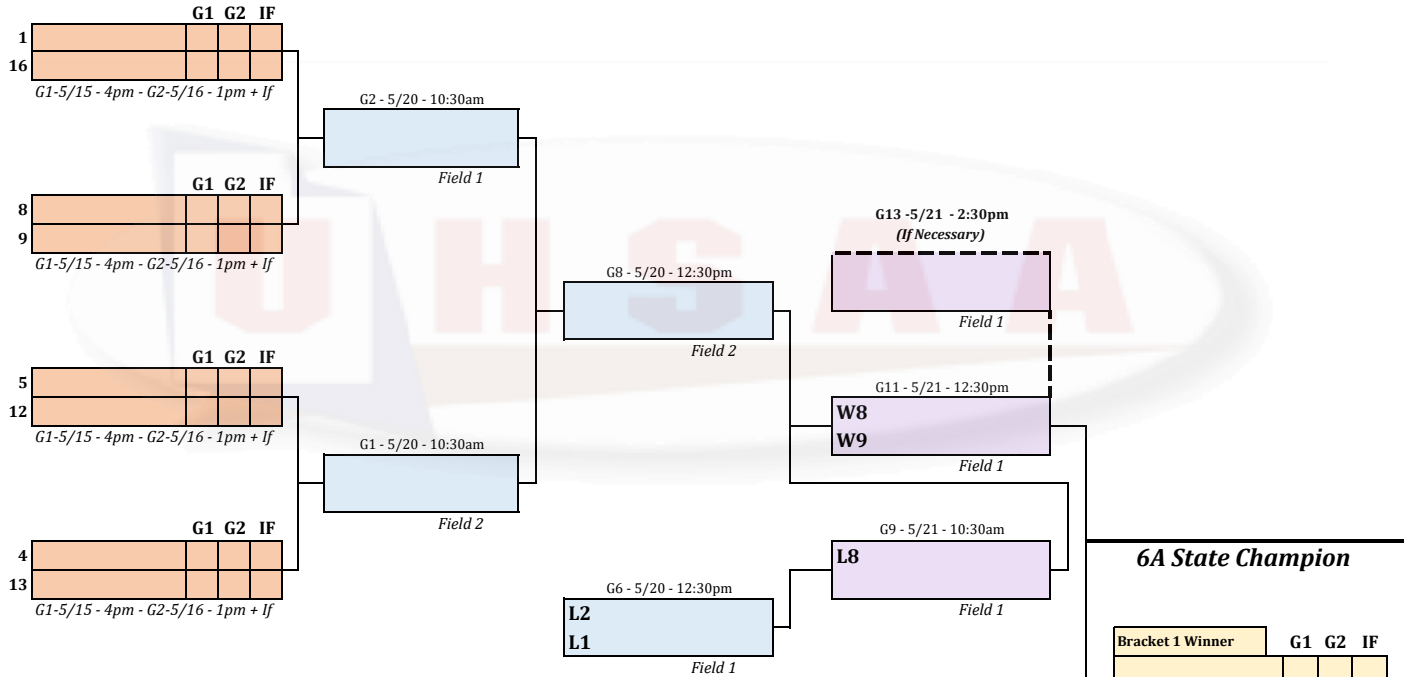 G1 G2 IF
1
16
G1-5/15 - 4pm - G2-5/16 - 1pm + If
G2 - 5/20 - 10:30am
Field 1
G1 G2 IF
8
9
G1-5/15 - 4pm - G2-5/16 - 1pm + If
G13 -5/21 - 2:30pm
(If Necessary)
Field 1
G8 - 5/20 - 12:30pm
Field 2
UHSAA
G1 G2 IF
5
12
G1-5/15 - 4pm - G2-5/16 - 1pm + If
G11 - 5/21 - 12:30pm
W8
W9
Field 1
G1 - 5/20 - 10:30am
Field 2
G1 G2 IF
4
13
G1-5/15 - 4pm - G2-5/16 - 1pm + If
G9 - 5/21 - 10:30am
L8
Field 1
G6 - 5/20 - 12:30pm
L2
L1
Field 1
6A State Champion
Bracket 1 Winner G1 G2 IF